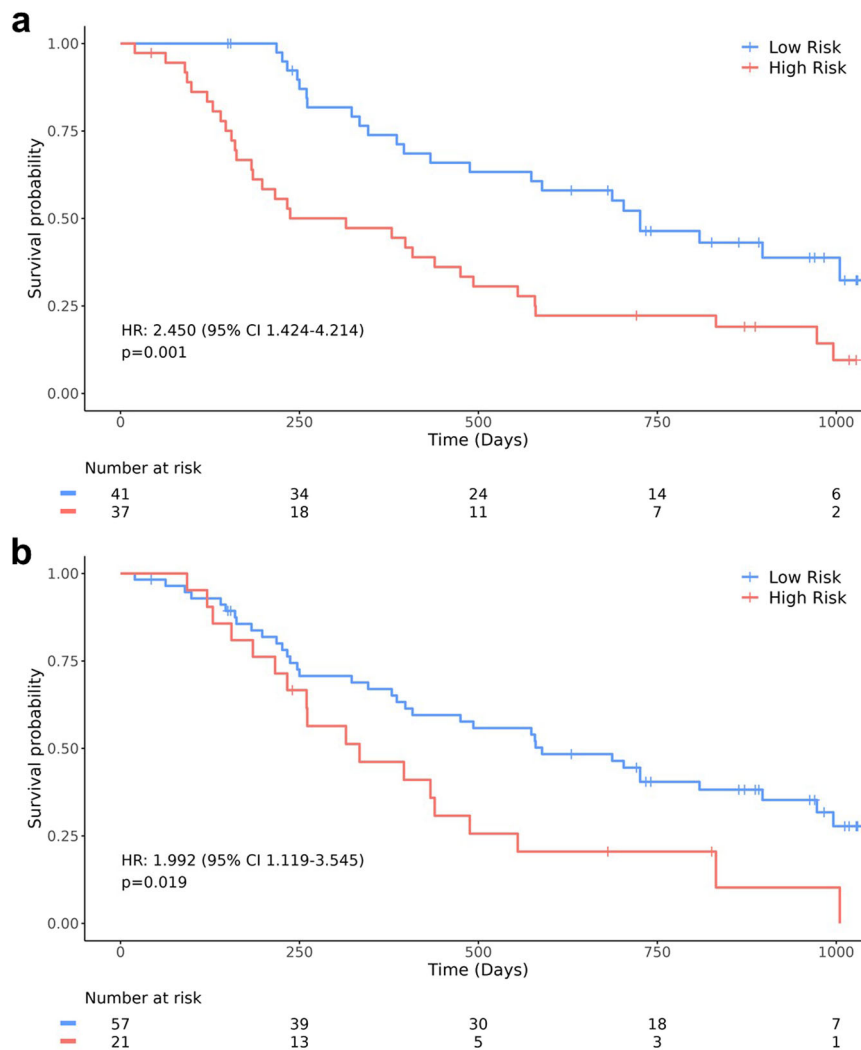 a
1.00
0.75
0.50
0.25
0.00
Survival probability
Low Risk
High Risk
HR: 2.450 (95% CI 1.424-4.214)
p=0.001
0 250 500 750 1000
Time (Days)
Number at risk
41 34 24 14 6
37 18 11 7 2
b
1.00
0.75
0.50
0.25
0.00
Survival probability
Low Risk
High Risk
HR: 1.992 (95% CI 1.119-3.545)
p=0.019
0 250 500 750 1000
Time (Days)
Number at risk
57 39 30 18 7
21 13 5 3 1